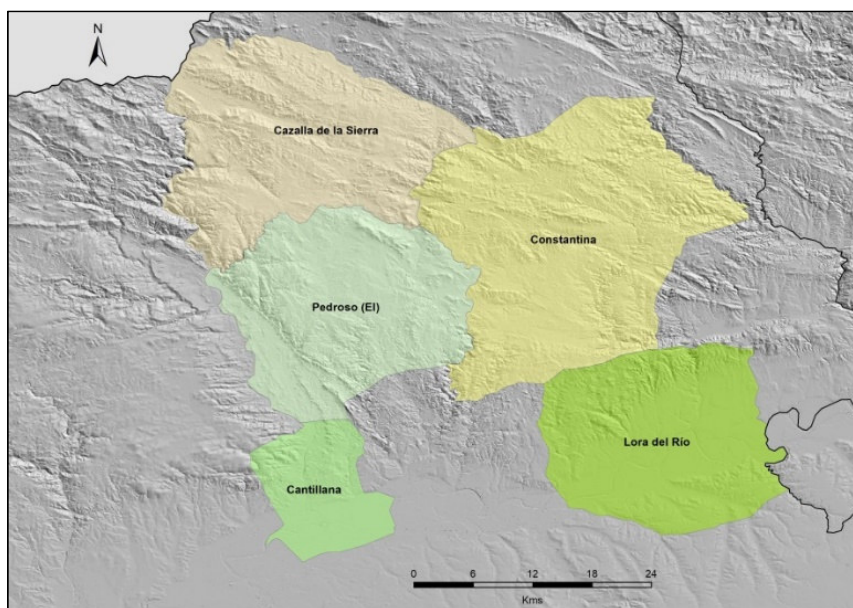 N
Cazalla de la Sierra
Constantina
Pedroso (El)
Lora del Río
Cantillana
0 6 12 18 24
Kms